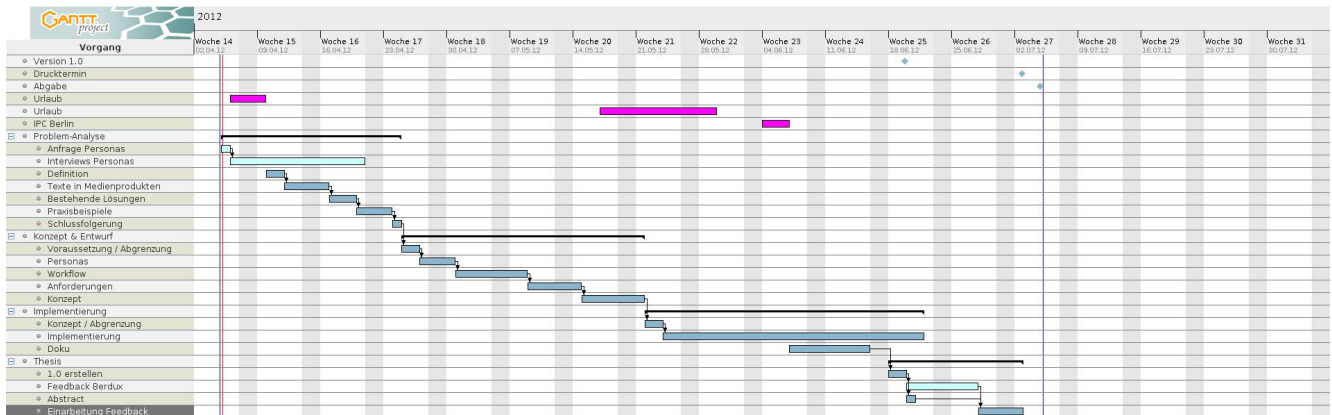 GANTT
project
2012
Vorgang
Woche 14 Woche 15 Woche 16 Woche 17 Woche 18 Woche 19 Woche 20 Woche 21 Woche 22 Woche 23 Woche 24 Woche 25 Woche 26 Woche 27 Woche 28 Woche 29 Woche 30 Woche 31
02.04.12 09.04.12 16.04.12 23.04.12 30.04.12 07.05.12 14.05.12 21.05.12 28.05.12 04.06.12 11.06.12 18.06.12 25.06.12 02.07.12 09.07.12 16.07.12 23.07.12 30.07.12
Version 1.0
Drucktermin
Abgabe
Urlaub
Urlaub
IPC Berlin
Problem-Analyse
Anfrage Personas
Interviews Personas
Definition
Texte in Medienprodukten
Bestehende Lösungen
Praxisbeispiele
Schlussfolgerung
Konzept & Entwurf
Voraussetzung / Abgrenzung
Personas
Workflow
Anforderungen
Konzept
Implementierung
Konzept / Abgrenzung
Implementierung
Doku
Thesis
1.0 erstellen
Feedback Berdux
Abstract
Einarbeitung Feedback